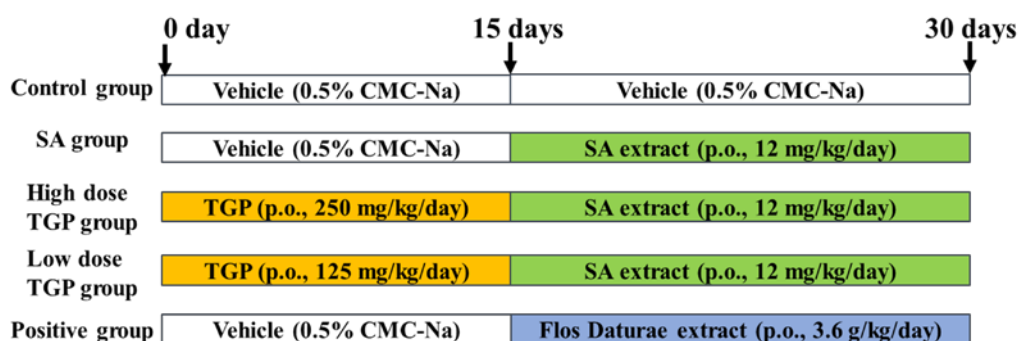 0 day 15 days 30 days
Control group Vehicle (0.5% CMC-Na) Vehicle (0.5% CMC-Na)
SA group Vehicle (0.5% CMC-Na) SA extract (p.o., 12 mg/kg/day)
High dose
TGP group TGP (p.o., 250 mg/kg/day) SA extract (p.o., 12 mg/kg/day)
Low dose
TGP group TGP (p.o., 125 mg/kg/day) SA extract (p.o., 12 mg/kg/day)
Positive group Vehicle (0.5% CMC-Na) Flos Daturae extract (p.o., 3.6 g/kg/day)